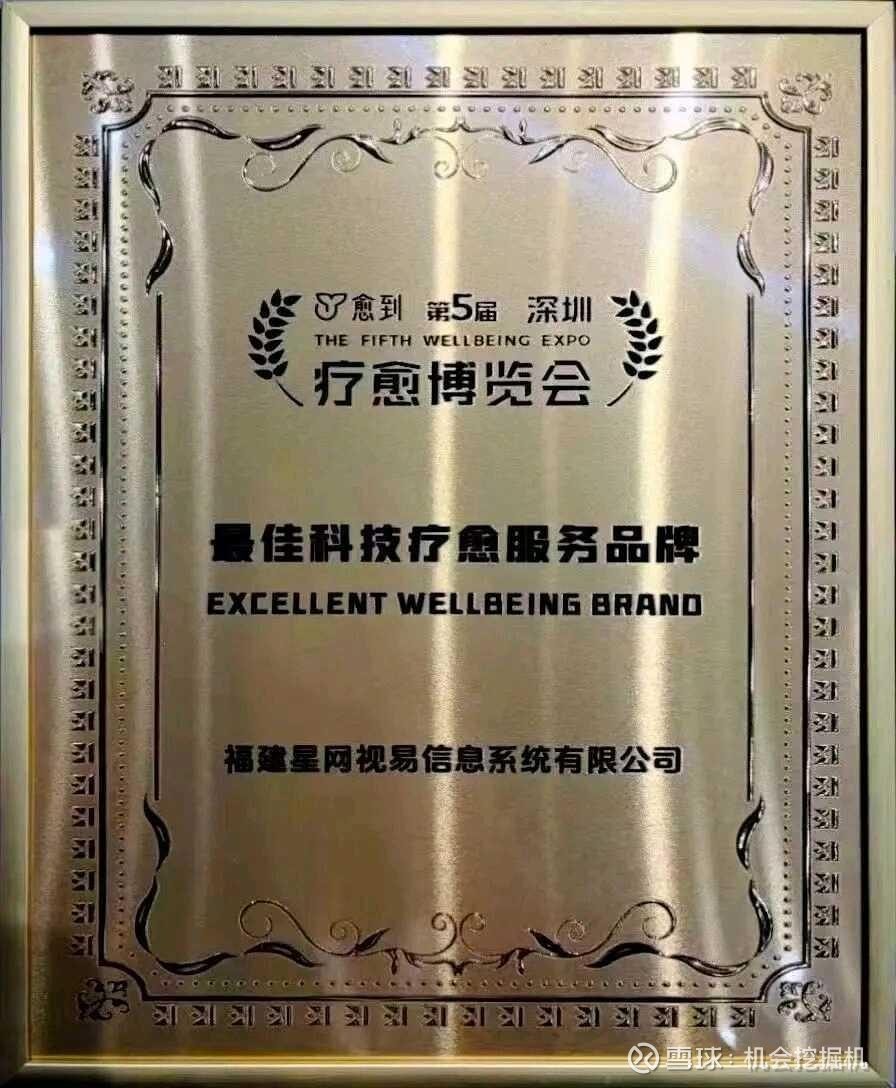 愈到 第5届 深圳
THE FIFTH WELLBEING EXPO
疗愈博览会
最佳科技疗愈服务品牌
EXCELLENT WELLBEING BRAND
福建星网视易信息系统有限公司
雪球：机会挖掘机